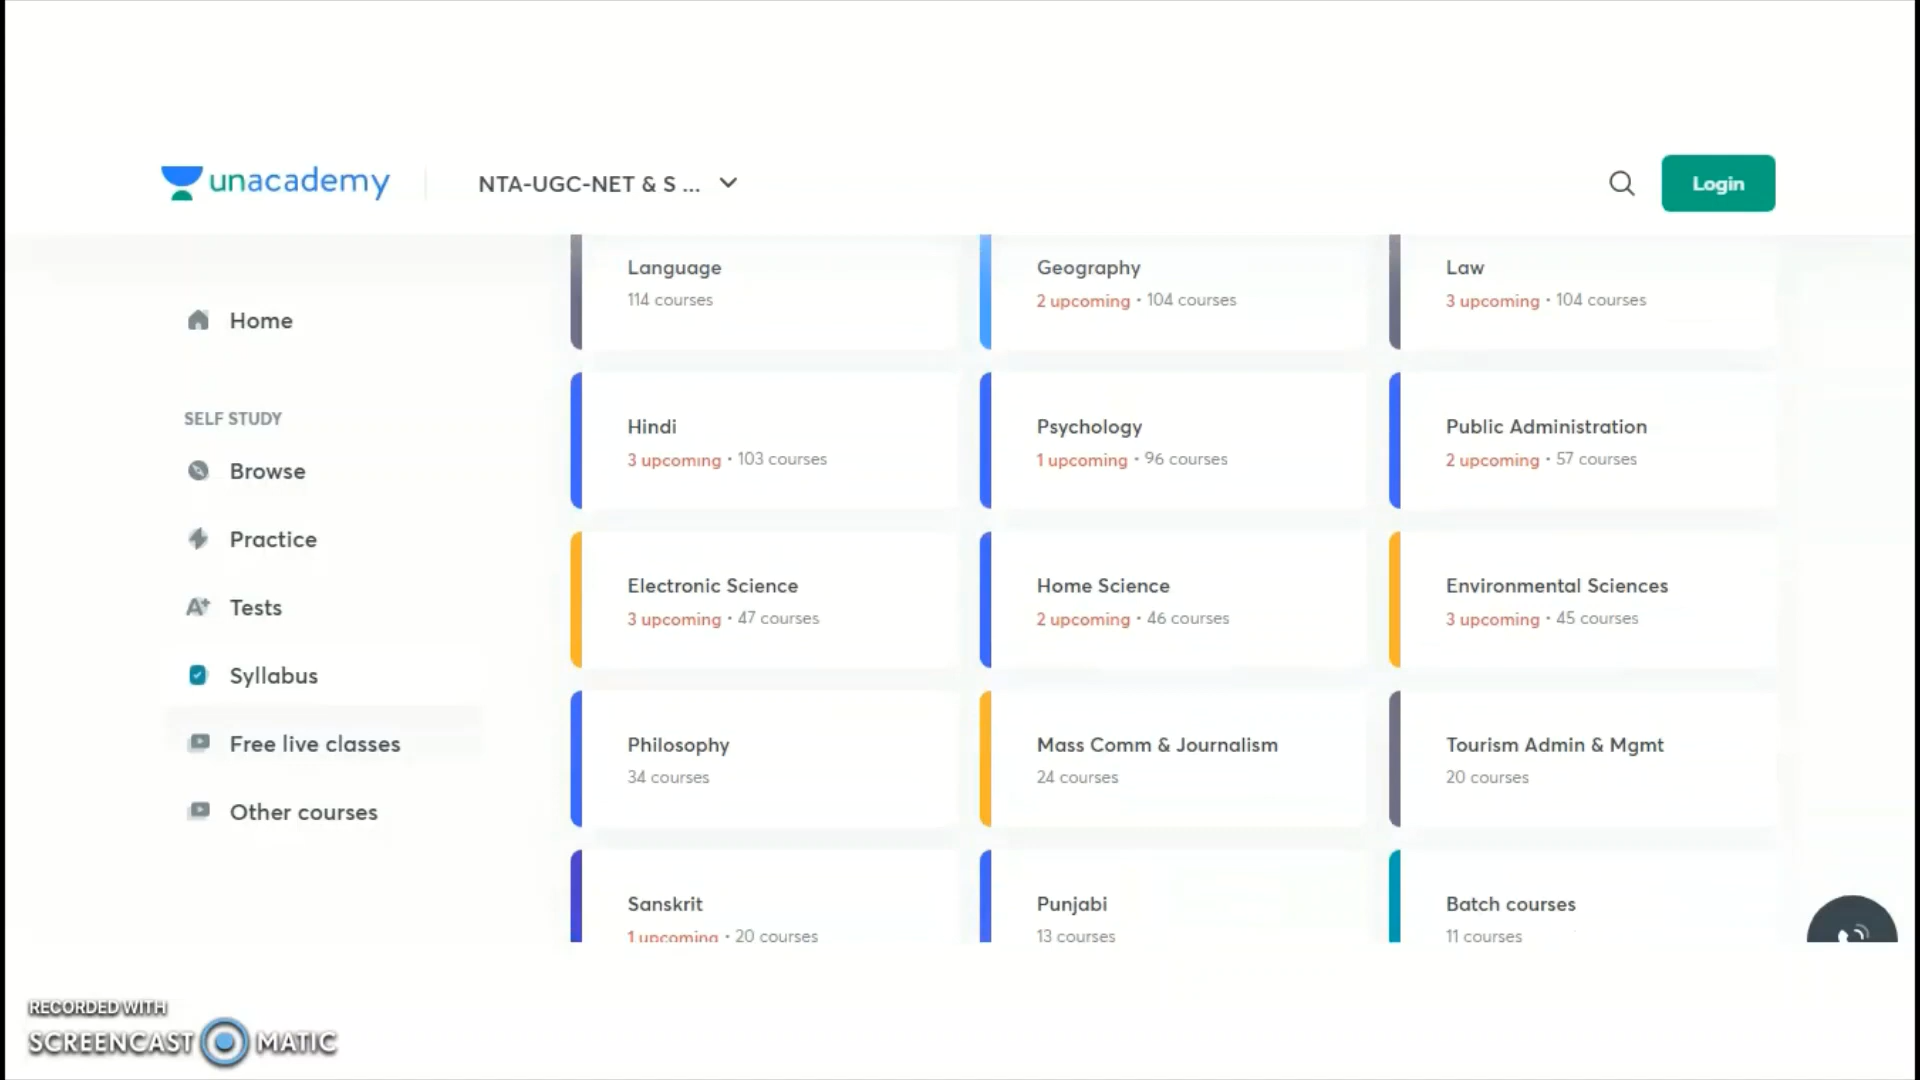 unacademy
NTA-UGC-NET & S ...
Login
Home
SELF STUDY
Browse
Practice
Tests
Syllabus
Free live classes
Other courses
Language
114 courses
Geography
2 upcoming • 104 courses
Law
3 upcoming • 104 courses
Hindi
3 upcoming • 103 courses
Psychology
1 upcoming • 96 courses
Public Administration
2 upcoming • 57 courses
Electronic Science
3 upcoming • 47 courses
Home Science
2 upcoming • 46 courses
Environmental Sciences
3 upcoming • 45 courses
Philosophy
34 courses
Mass Comm & Journalism
24 courses
Tourism Admin & Mgmt
20 courses
Sanskrit
1 upcoming • 20 courses
Punjabi
13 courses
Batch courses
11 courses
RECORDED WITH
SCREENCAST MATIC